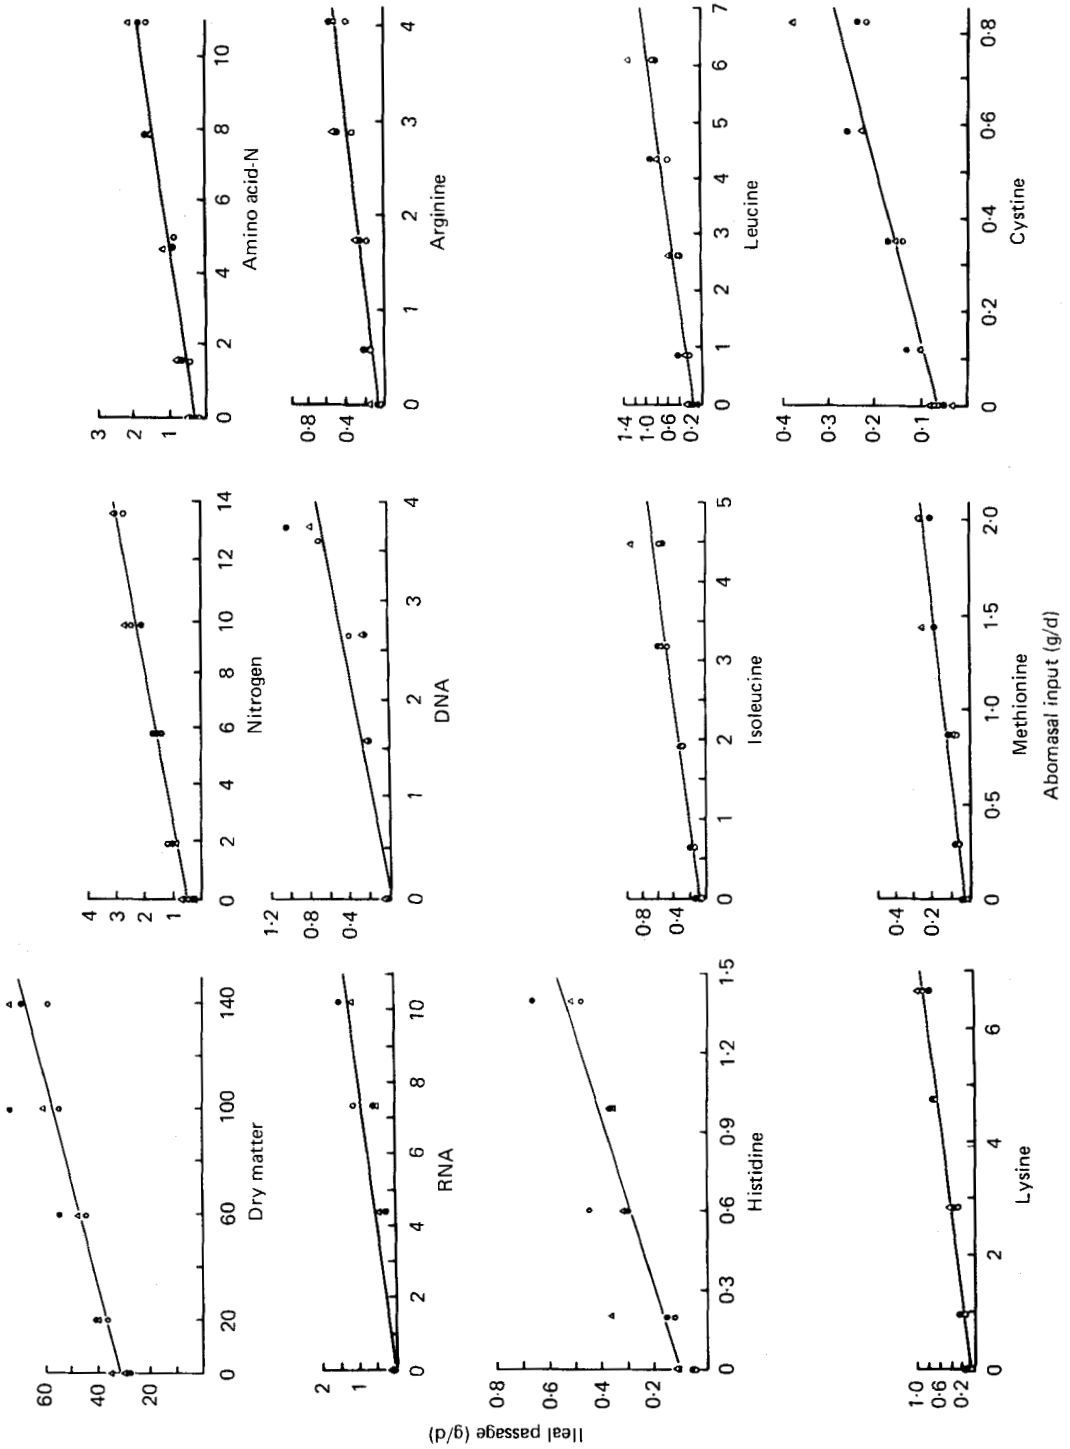 Ileal passage (g/d)
60
40
20
0 20 60 100 140
Dry matter
4
3
2
1
0 2 4 6 8 10 12 14
Nitrogen
3
2
1
0 2 4 6 8 10
Amino acid-N
2
1
0 2 4 6 8 10
RNA
1·2
0·8
0·4
0 1 2 3 4
DNA
0·8
0·4
0 1 2 3 4
Arginine
0·8
0·6
0·4
0·2
0 0·3 0·6 0·9 1·2 1·5
Histidine
0·8
0·4
0 1 2 3 4 5
Isoleucine
1·4
1·0
0·6
0·2
0 1 2 3 4 5 6 7
Leucine
1·0
0·6
0·2
0 2 4 6
Lysine
0·4
0·2
0 0·5 1·0 1·5 2·0
Methionine
0·4
0·3
0·2
0·1
0 0·2 0·4 0·6 0·8
Cystine
Abomasal input (g/d)